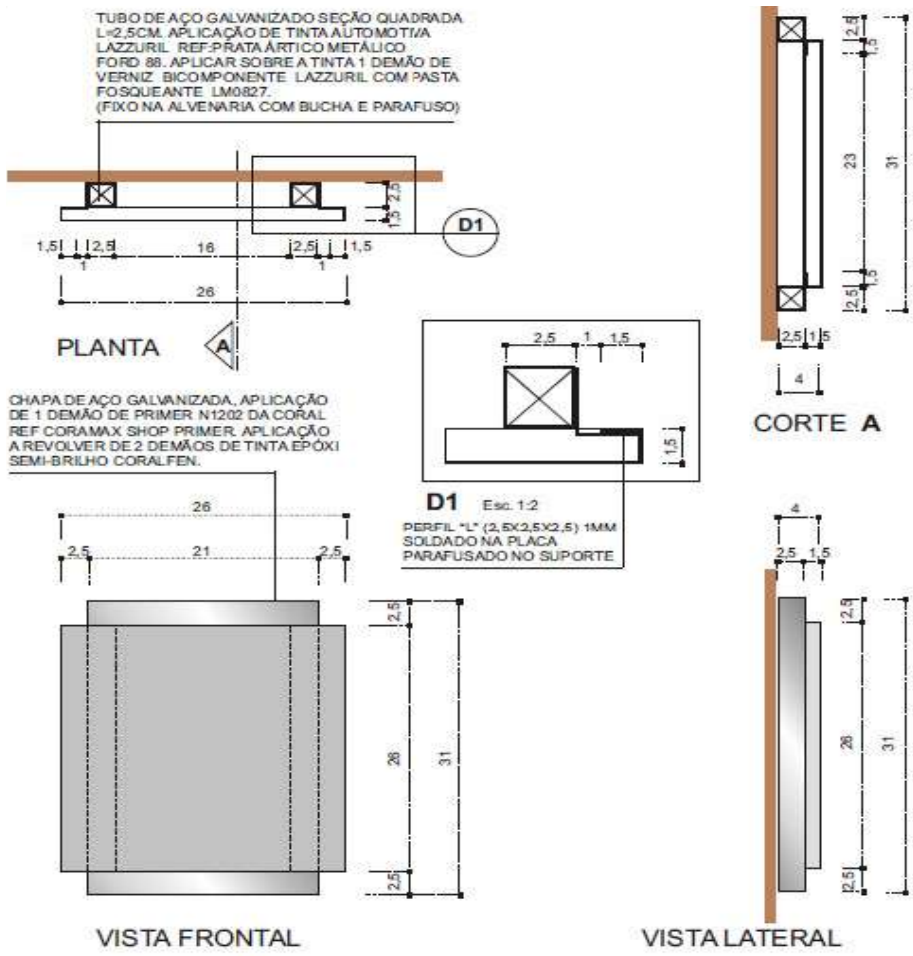 TUBO DE AÇO GALVANIZADO SEÇÃO QUADRADA
L=2,5CM. APLICAÇÃO DE TINTA AUTOMOTIVA
LAZZURIL REF:PRATA ÁRTICO METÁLICO
FORD 88. APLICAR SOBRE A TINTA 1 DEMÃO DE
VERNIZ BICOMPONENTE LAZZURIL COM PASTA
FOSQUEANTE LM0827.
(FIXO NA ALVENARIA COM BUCHA E PARAFUSO)
2,5
1,5
D1
1,5 2,5 16 2,5 1,5
1 1
26
PLANTA
A
2,5
1,5
23
31
1,5
2,5
2,5 1,5
4
CORTE A
2,5 1 1,5
1,5
D1 Esc. 1:2
PERFIL "L" (2,5X2,5X2,5) 1MM
SOLDADO NA PLACA
PARAFUSADO NO SUPORTE
CHAPA DE AÇO GALVANIZADA, APLICAÇÃO
DE 1 DEMÃO DE PRIMER N1202 DA CORAL
REF CORAMAX SHOP PRIMER. APLICAÇÃO
A REVOLVER DE 2 DEMÃOS DE TINTA EPÓXI
SEMI-BRILHO CORALFEN.
26
2,5 21 2,5
2,5
26
31
2,5
VISTA FRONTAL
4
2,5 1,5
2,5
26
31
2,5
VISTA LATERAL